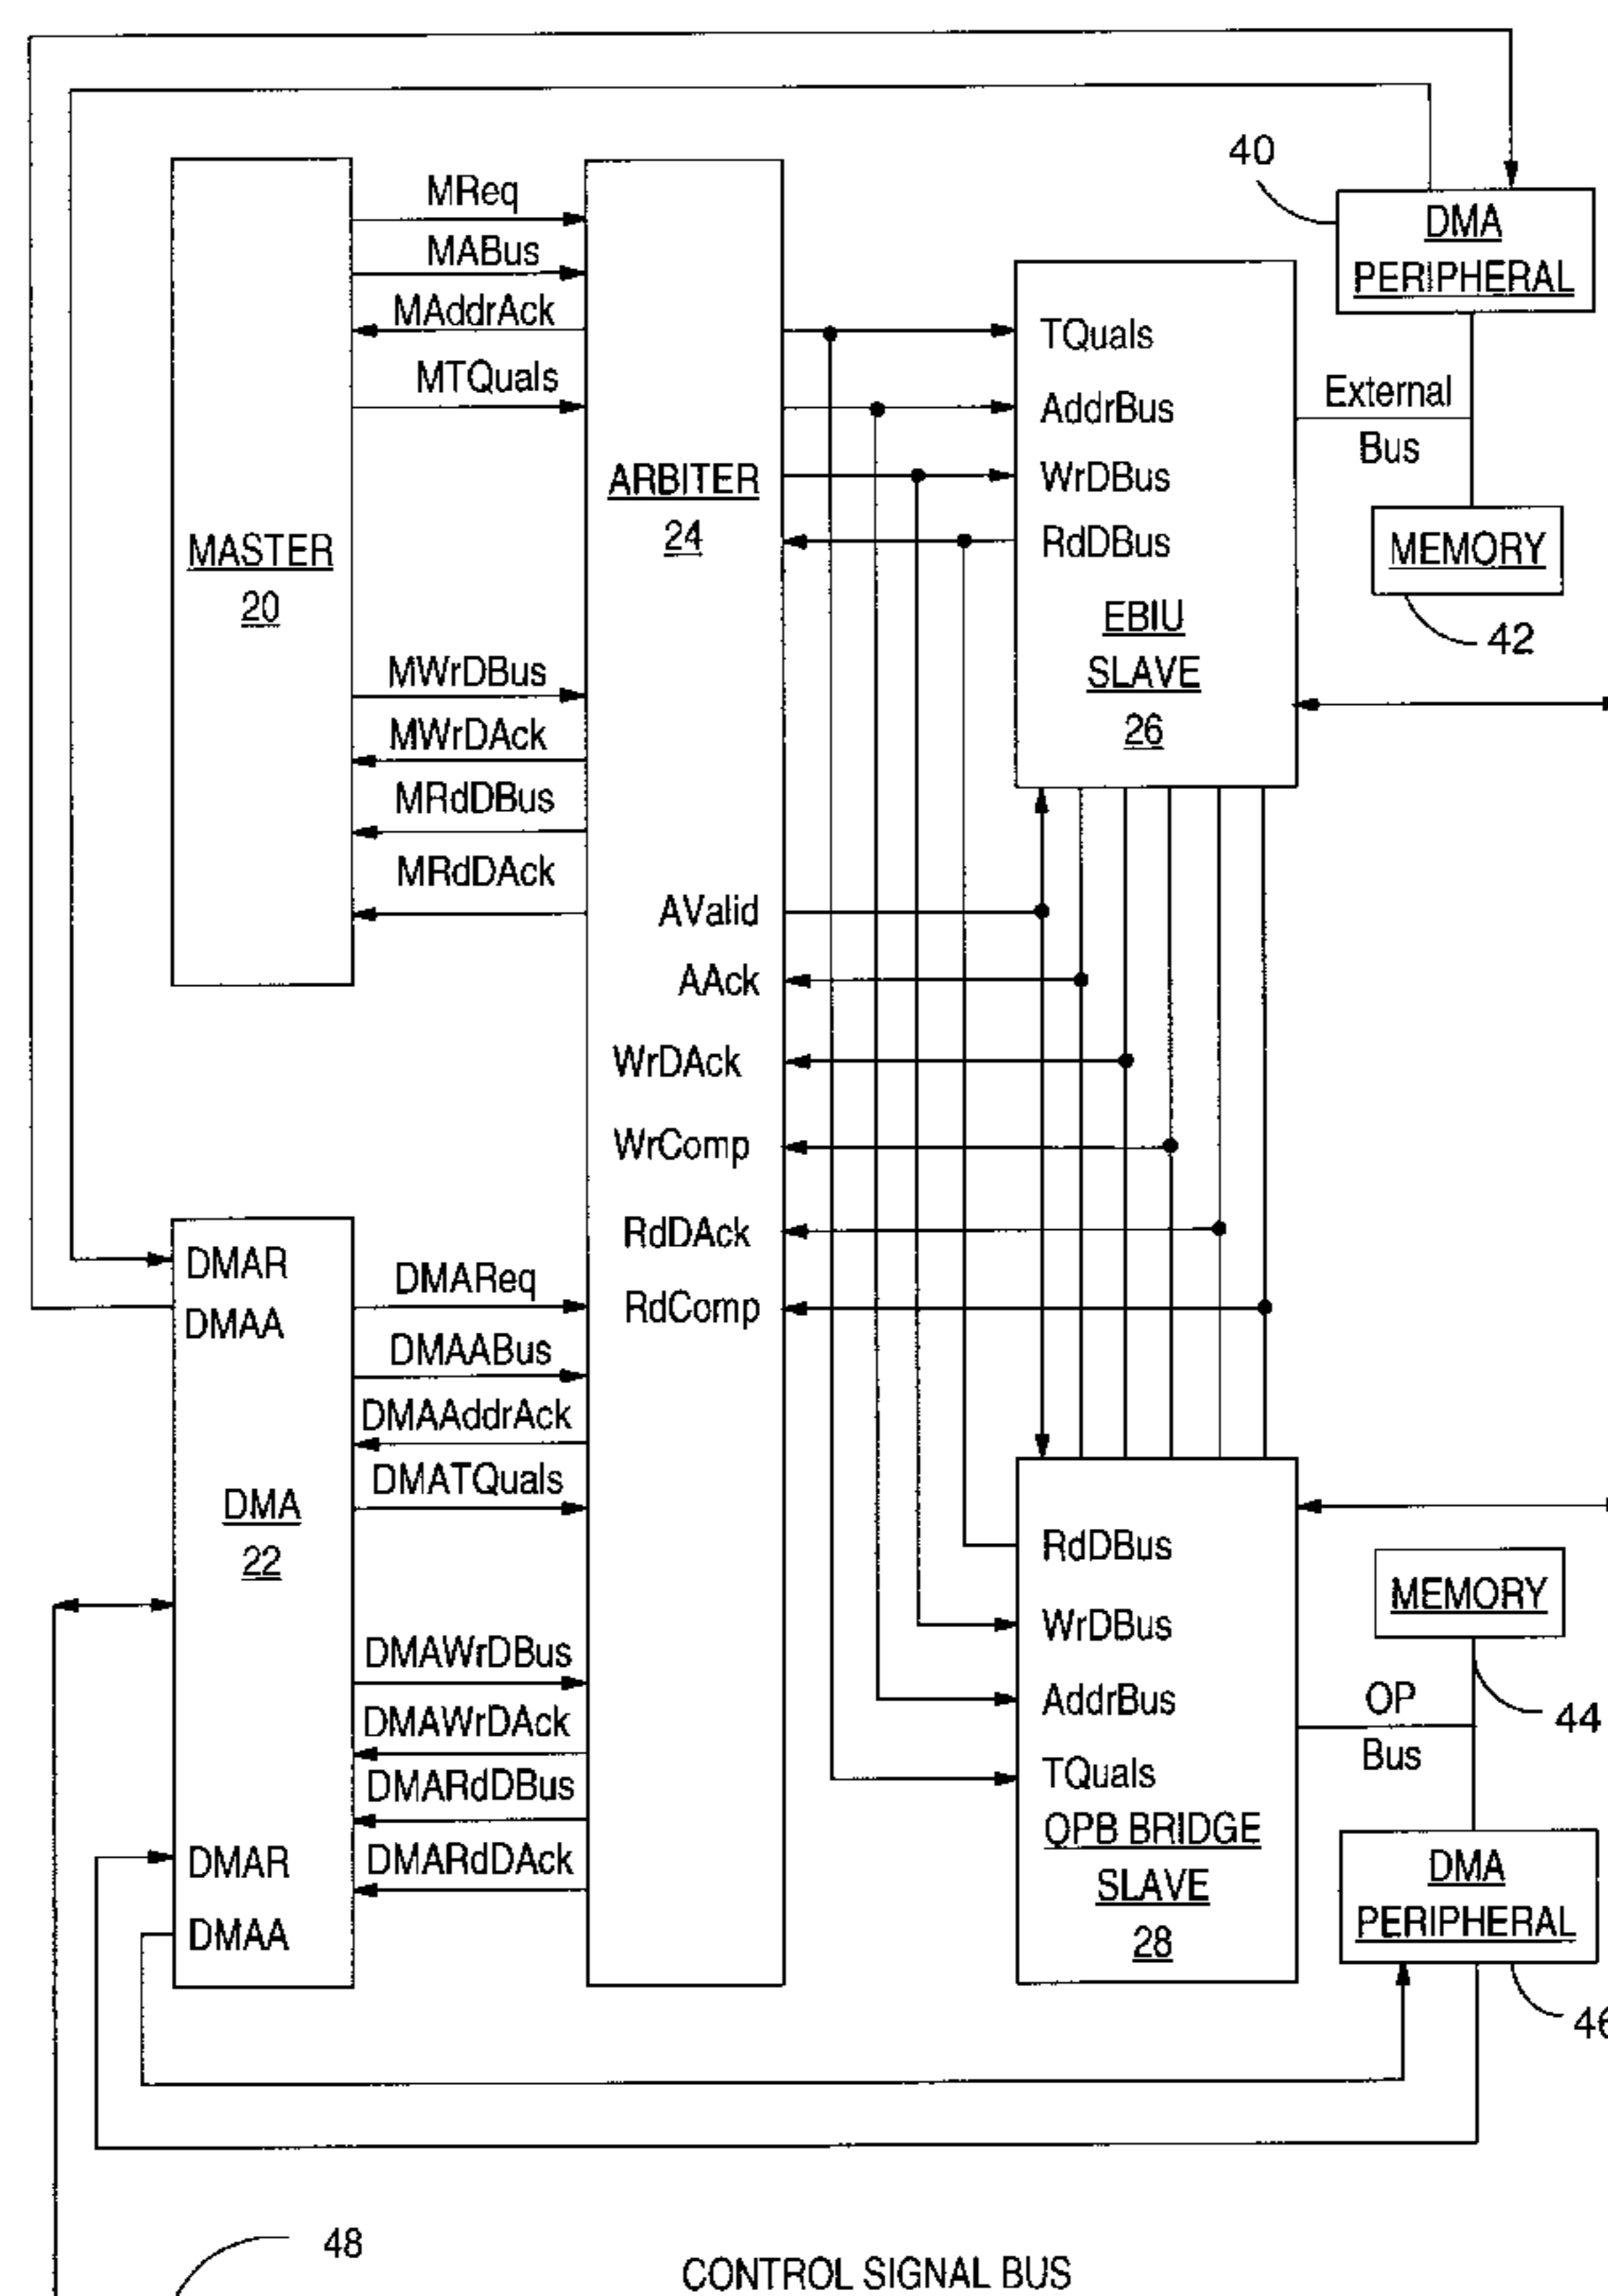 40
DMA
PERIPHERAL
MReq
MABus
MAddrAck
MTQuals
MASTER
20
MWrDBus
MWrDAck
MRdDBus
MRdDAck
ARBITER
24
AValid
AAck
WrDAck
WrComp
RdDAck
RdComp
TQuals
AddrBus
WrDBus
RdDBus
EBIU
SLAVE
26
External
Bus
MEMORY
42
DMAR
DMAA
DMA
22
DMAR
DMAA
DMAReq
DMAABus
DMAAddrAck
DMATQuals
DMAWrDBus
DMAWrDAck
DMARdDBus
DMARdDAck
RdDBus
WrDBus
AddrBus
TQuals
OPB BRIDGE
SLAVE
28
MEMORY
44
OP
Bus
DMA
PERIPHERAL
46
48
CONTROL SIGNAL BUS